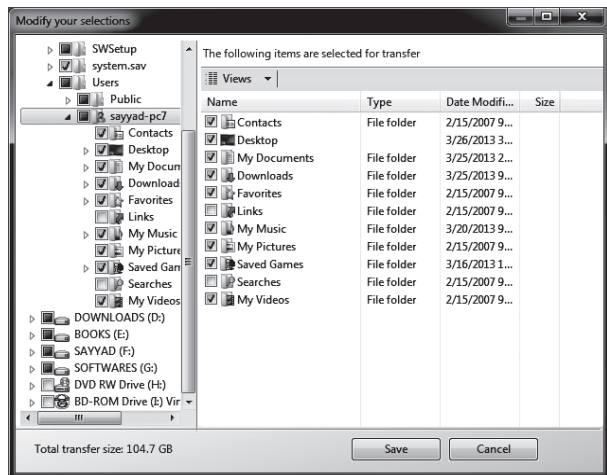 Modify your selections
SWSetup
system.sav
Users
Public
sayyad-pc7
Contacts
Desktop
My Docum
Download
Favorites
Links
My Music
My Picture
Saved Gam
Searches
My Videos
DOWNLOADS (D:)
BOOKS (E:)
SAYYAD (F:)
SOFTWARES (G:)
DVD RW Drive (H:)
BD-ROM Drive (I:) Vir
The following items are selected for transfer
Views
Name Type Date Modifi... Size
Contacts File folder 2/15/2007 9...
Desktop 3/26/2013 3...
My Documents File folder 3/25/2013 2...
Downloads File folder 3/25/2013 9...
Favorites File folder 2/15/2007 9...
Links File folder 2/15/2007 9...
My Music File folder 3/20/2013 9...
My Pictures File folder 2/15/2007 9...
Saved Games File folder 3/16/2013 1...
Searches File folder 2/15/2007 9...
My Videos File folder 2/15/2007 9...
Total transfer size: 104.7 GB
Save
Cancel